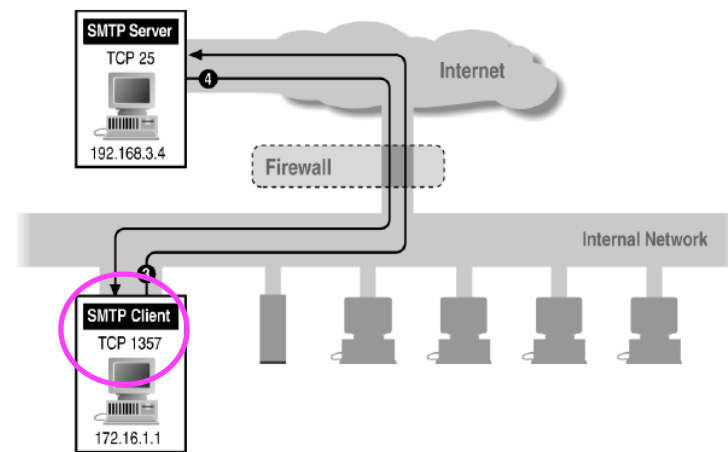 SMTP Server
TCP 25
192.168.3.4
4
Internet
Firewall
Internal Network
3
SMTP Client
TCP 1357
172.16.1.1